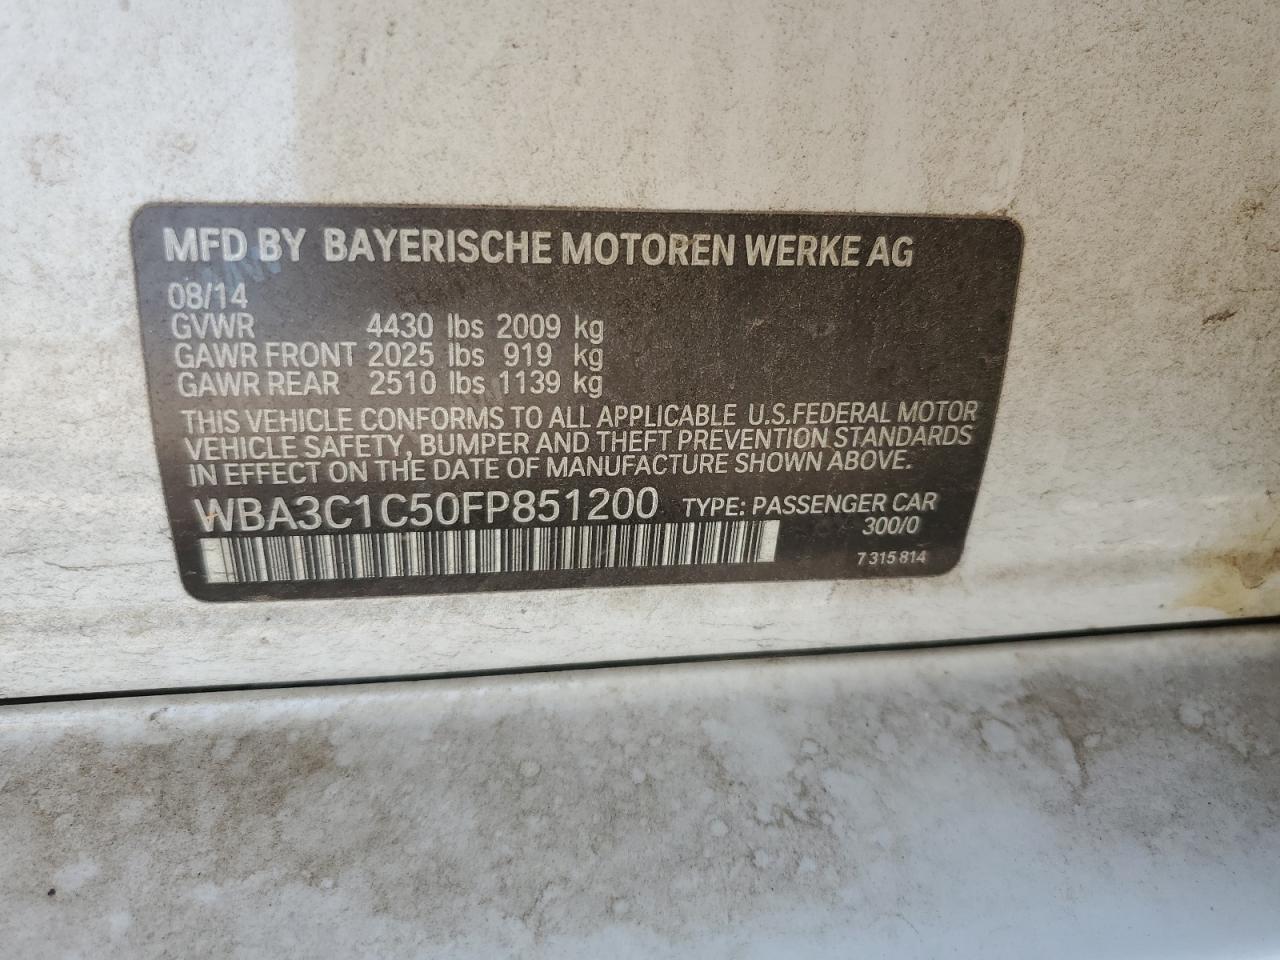 MFD BY BAYERISCHE MOTOREN WERKE AG
08/14
GVWR 4430 lbs 2009 kg
GAWR FRONT 2025 lbs 919 kg
GAWR REAR 2510 lbs 1139 kg
THIS VEHICLE CONFORMS TO ALL APPLICABLE U.S.FEDERAL MOTOR
VEHICLE SAFETY, BUMPER AND THEFT PREVENTION STANDARDS
IN EFFECT ON THE DATE OF MANUFACTURE SHOWN ABOVE.
WBA3C1C50FP851200 TYPE: PASSENGER CAR
300/0
7 315 814